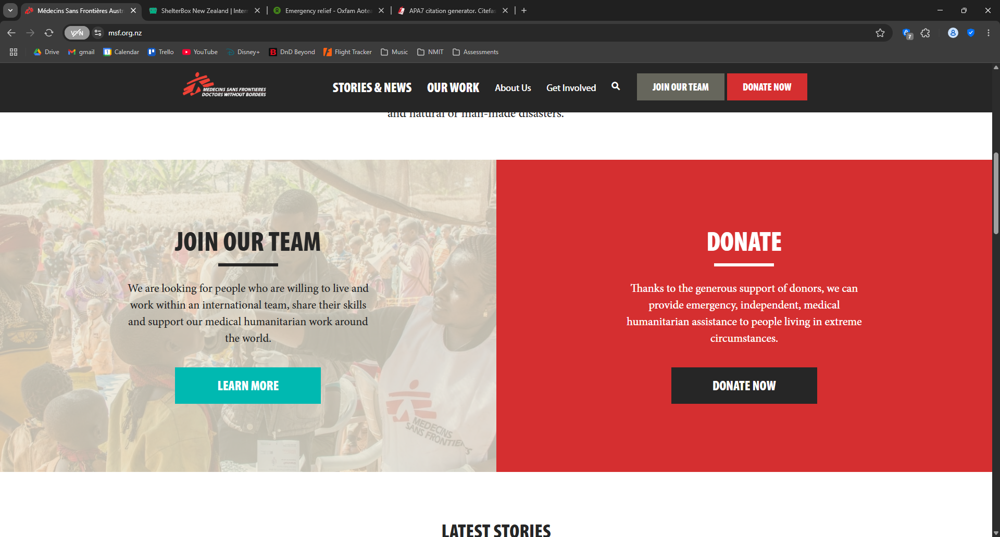 Médecins Sans Frontières Austr
ShelterBox New Zealand | Inter
Emergency relief - Oxfam Aotea
APA7 citation generator. Citefas
VPN
msf.org.nz
7
Drive
gmail
1
Calendar
Trello
YouTube
Disney+
B
DnD Beyond
Flight Tracker
Music
NMIT
Assessments
MEDECINS SANS FRONTIERES
DOCTORS WITHOUT BORDERS
STORIES & NEWS
OUR WORK
About Us
Get Involved
JOIN OUR TEAM
DONATE NOW
and natural or man-made disasters.
JOIN OUR TEAM
We are looking for people who are willing to live and
work within an international team, share their skills
and support our medical humanitarian work around
the world.
LEARN MORE
MEDECINS
SANS FRONTIERES
DONATE
Thanks to the generous support of donors, we can
provide emergency, independent, medical
humanitarian assistance to people living in extreme
circumstances.
DONATE NOW
LATEST STORIES